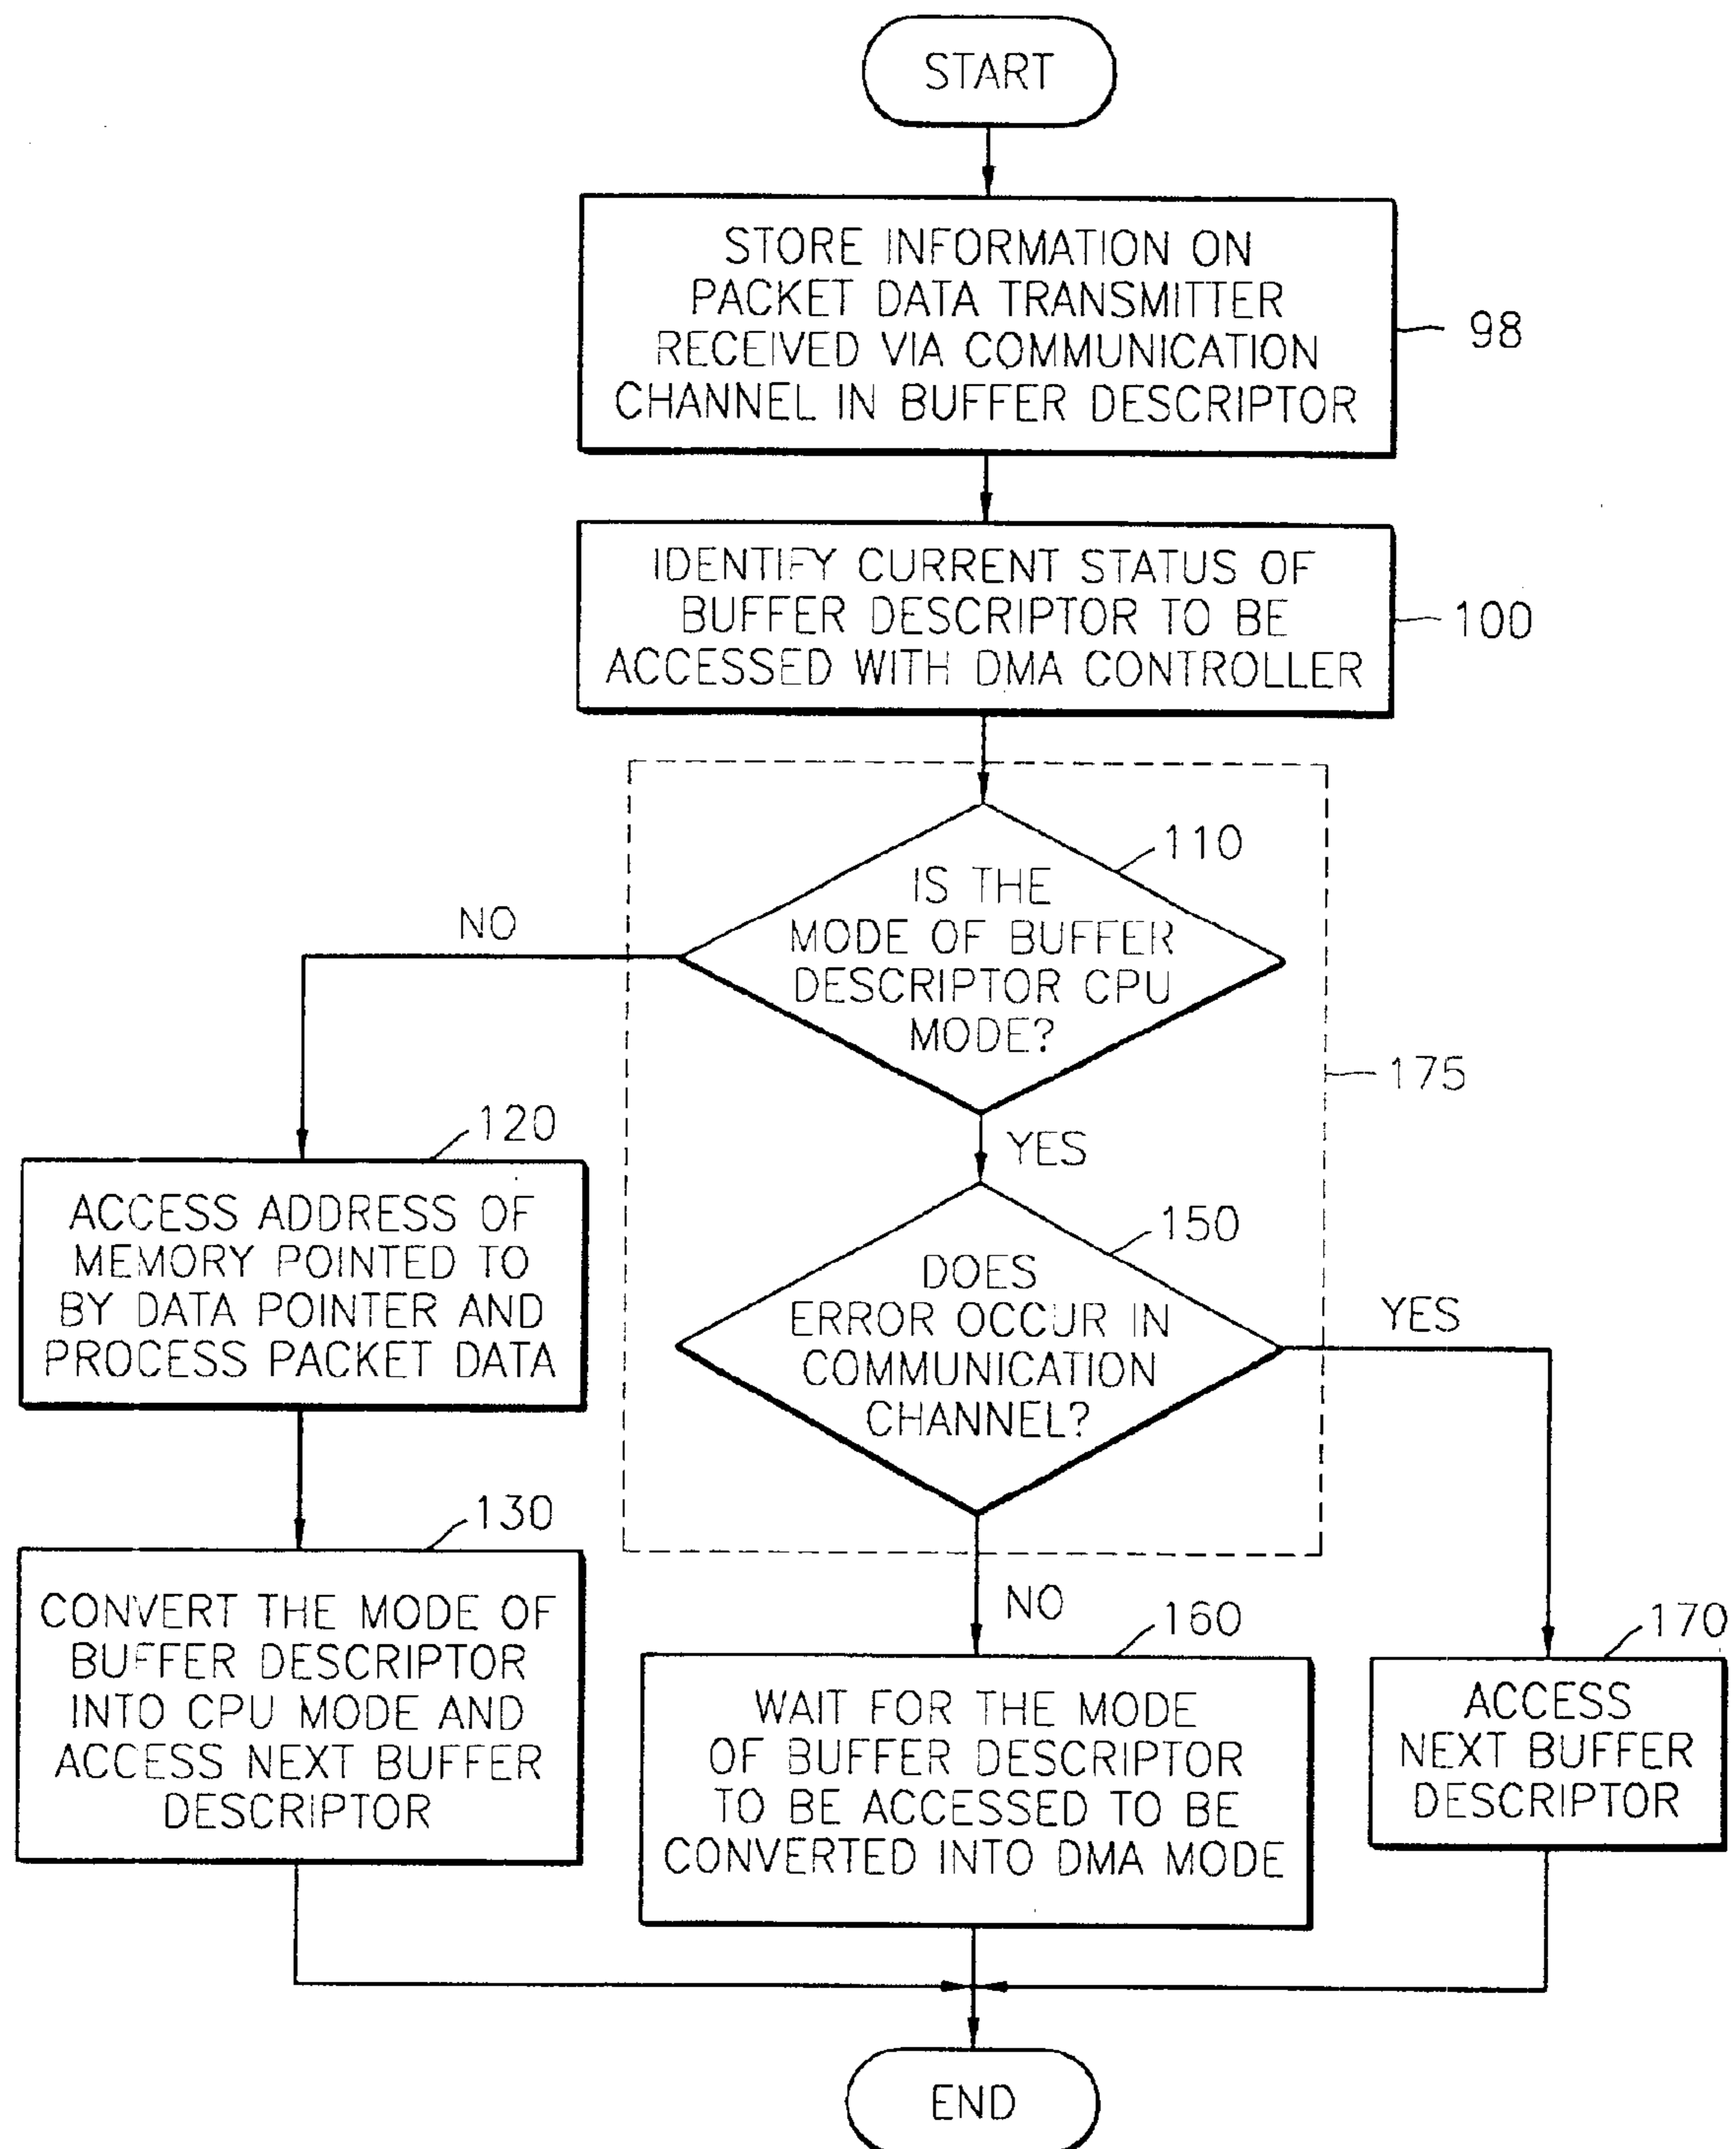 START
STORE INFORMATION ON
PACKET DATA TRANSMITTER
RECEIVED VIA COMMUNICATION
CHANNEL IN BUFFER DESCRIPTOR
98
IDENTIFY CURRENT STATUS OF
BUFFER DESCRIPTOR TO BE
ACCESSED WITH DMA CONTROLLER
100
110
IS THE
MODE OF BUFFER
DESCRIPTOR CPU
MODE?
NO
YES
175
120
ACCESS ADDRESS OF
MEMORY POINTED TO
BY DATA POINTER AND
PROCESS PACKET DATA
150
DOES
ERROR OCCUR IN
COMMUNICATION
CHANNEL?
YES
NO
130
CONVERT THE MODE OF
BUFFER DESCRIPTOR
INTO CPU MODE AND
ACCESS NEXT BUFFER
DESCRIPTOR
160
WAIT FOR THE MODE
OF BUFFER DESCRIPTOR
TO BE ACCESSED TO BE
CONVERTED INTO DMA MODE
170
ACCESS
NEXT BUFFER
DESCRIPTOR
END